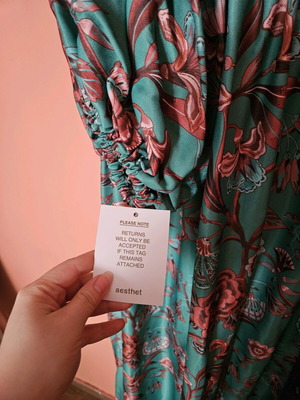 PLEASE NOTE
RETURNS
WILL ONLY BE
ACCEPTED
IF THIS TAG
REMAINS
ATTACHED
aesthet